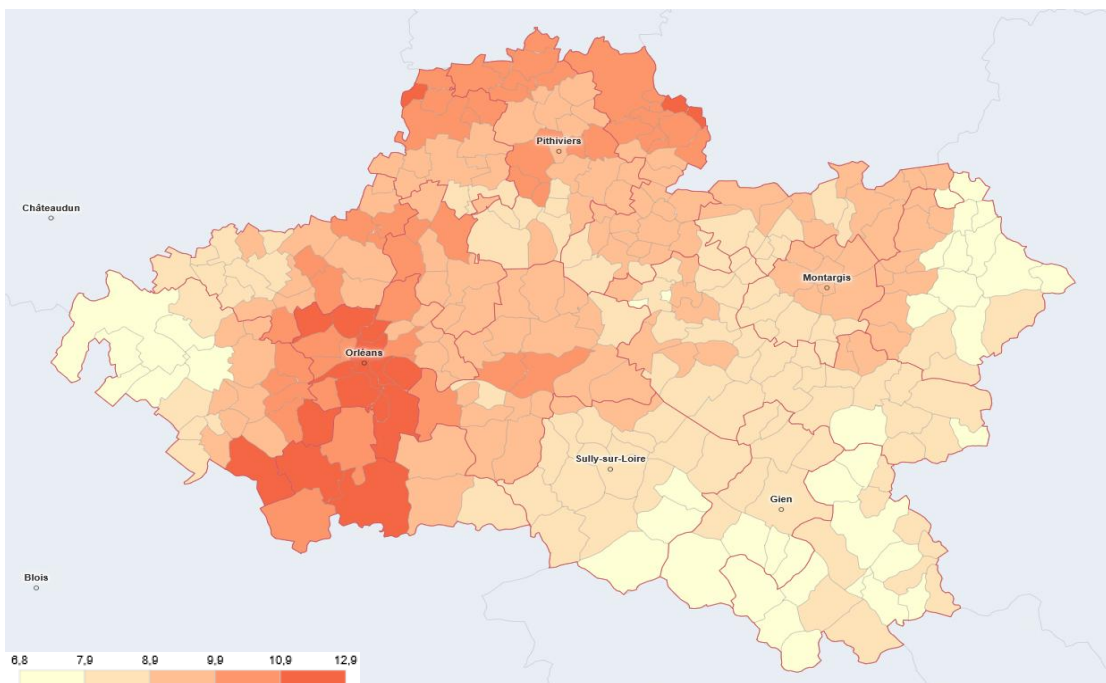 Pithiviers
Châteaudun
Montargis
Orléans
Sully-sur-Loire
Gien
Blois
6,8 7,9 8,9 9,9 10,9 12,9